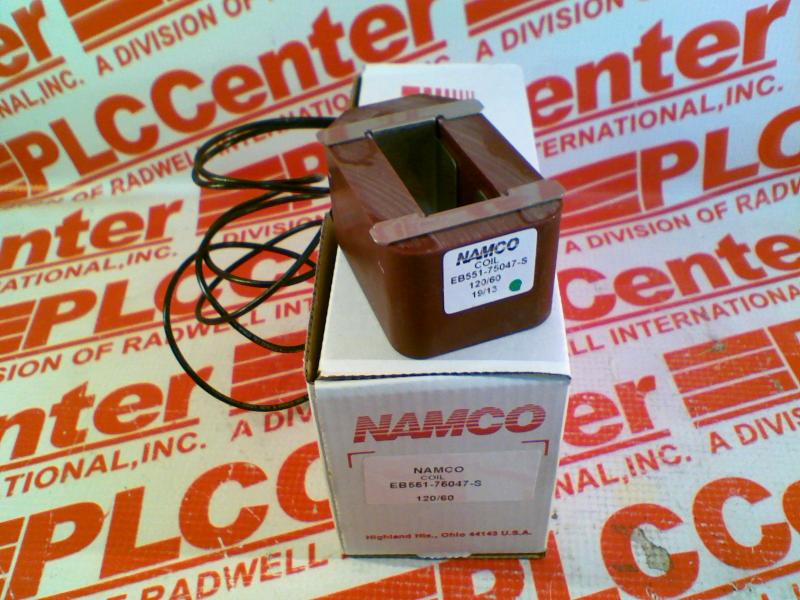 PLCCenter
A DIVISION OF RADWELL INTERNATIONAL, INC.
NAMCO
COIL
EB551-75047-S
120/60
19/13
NAMCO
NAMCO
COIL
EB551-75047-S
120/60
Highland Hts., Ohio 44143 U.S.A.